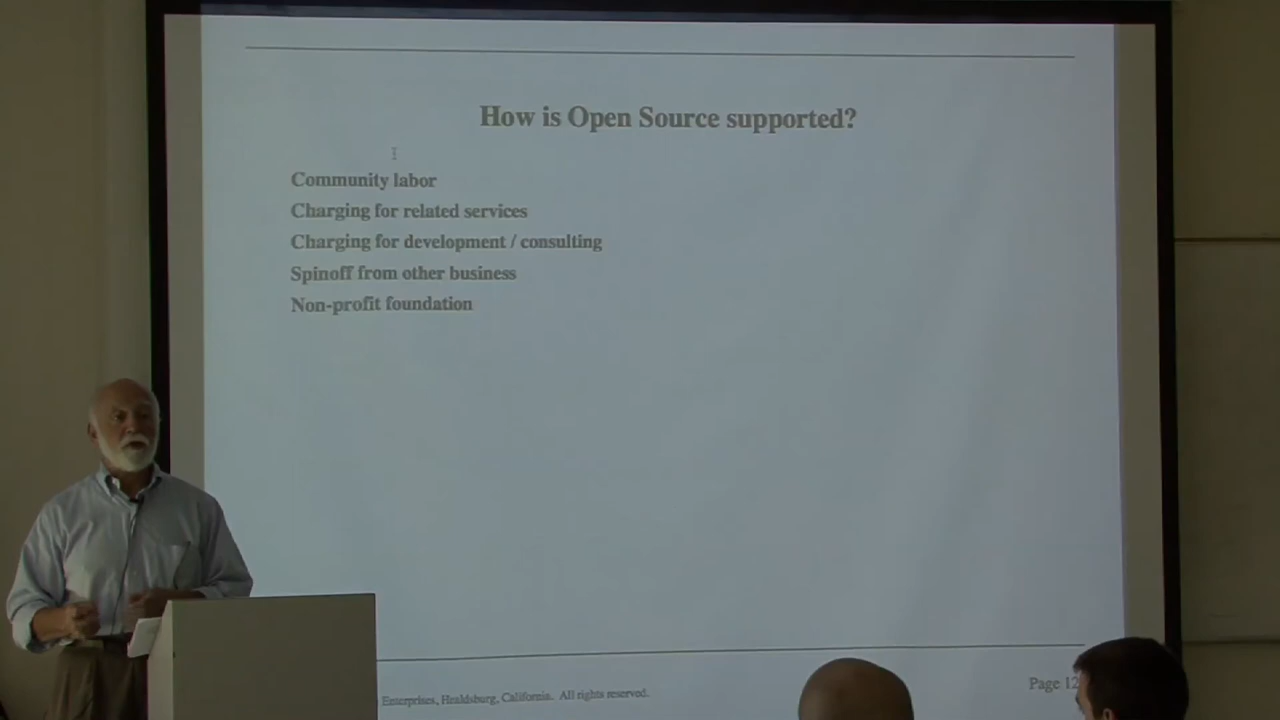 How is Open Source supported?
Community labor
Charging for related services
Charging for development / consulting
Spinoff from other business
Non-profit foundation
Enterprises, Healdsburg, California. All rights reserved.
Page 12